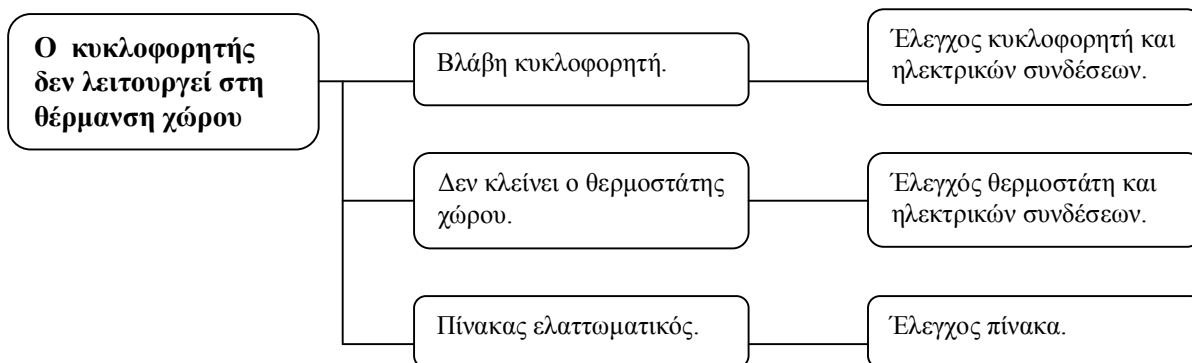 Ο κυκλοφορητής
δεν λειτουργεί στη
θέρμανση χώρου
Βλάβη κυκλοφορητή.
Έλεγχος κυκλοφορητή και
ηλεκτρικών συνδέσεων.
Δεν κλείνει ο θερμοστάτης
χώρου.
Έλεγχός θερμοστάτη και
ηλεκτρικών συνδέσεων.
Πίνακας ελαττωματικός.
Έλεγχος πίνακα.